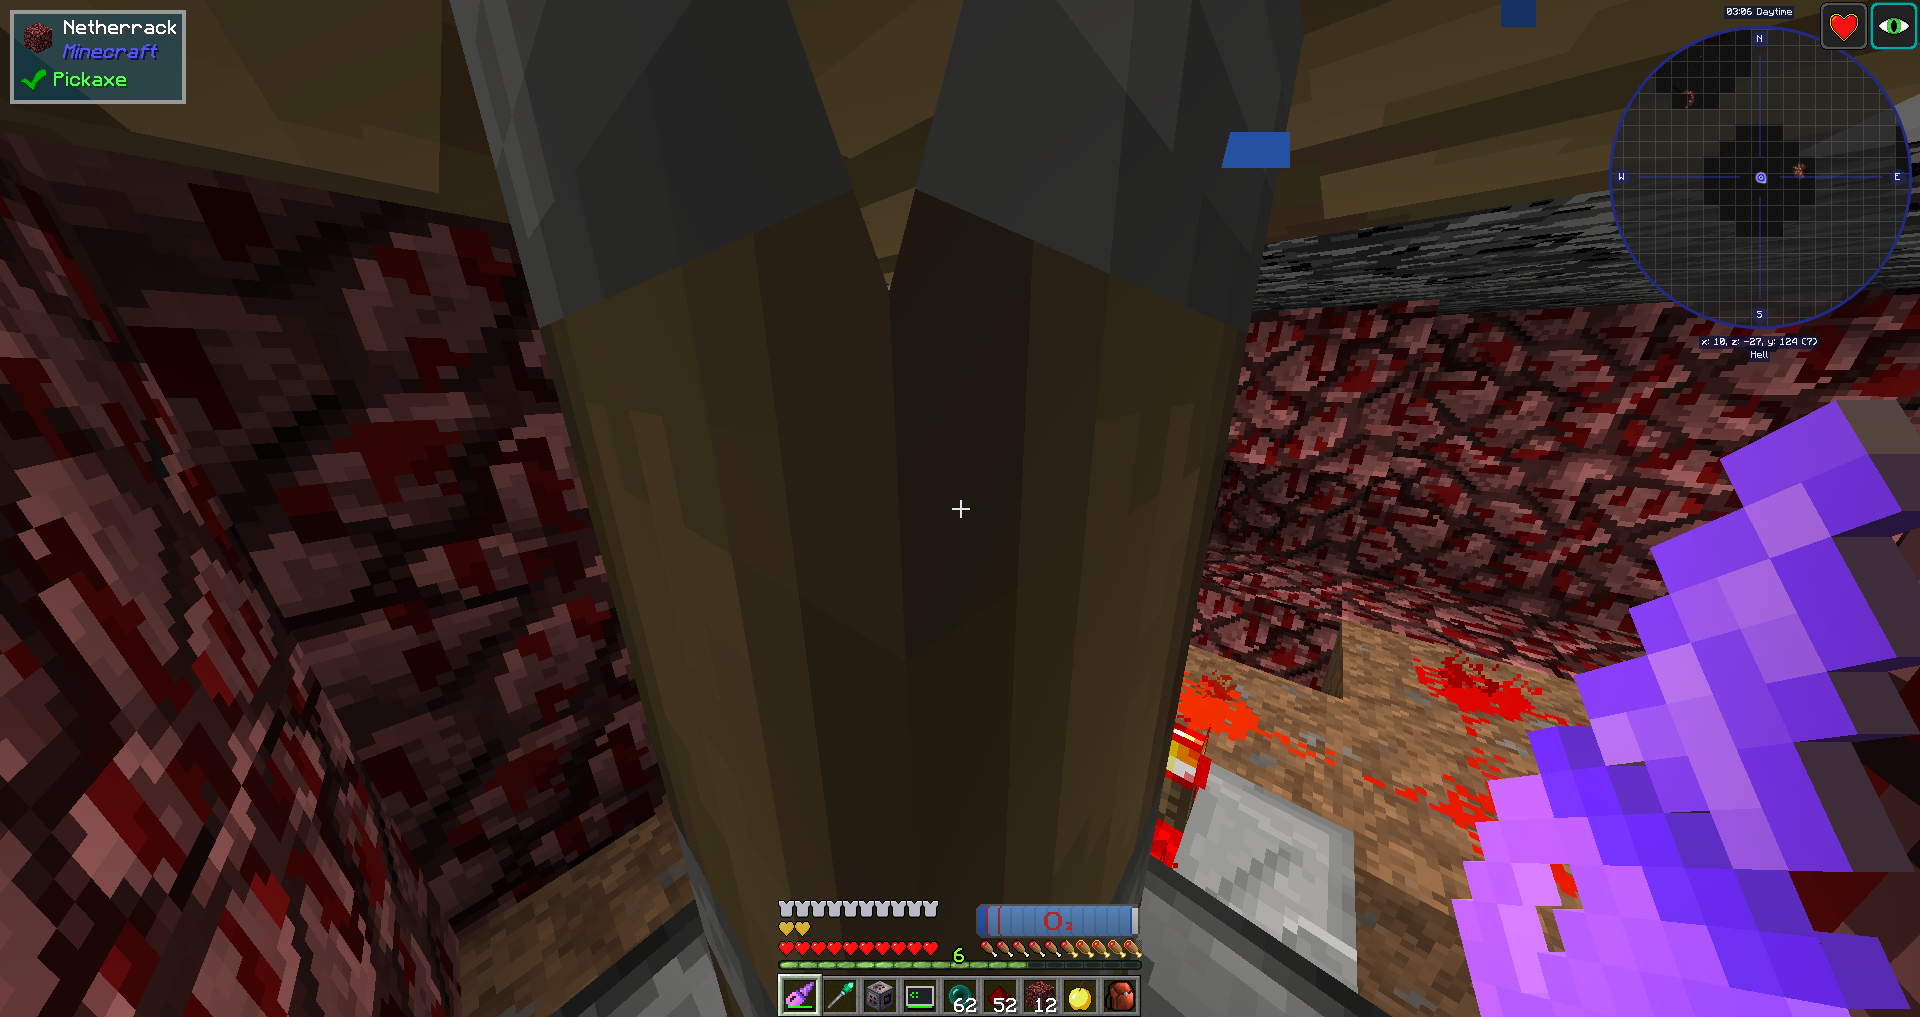 Netherrack
Minecraft
Pickaxe
03:06 Daytime
N
W
E
S
x: 10, z: -27, y: 124 (7)
Hell
O₂
6
62
52
12